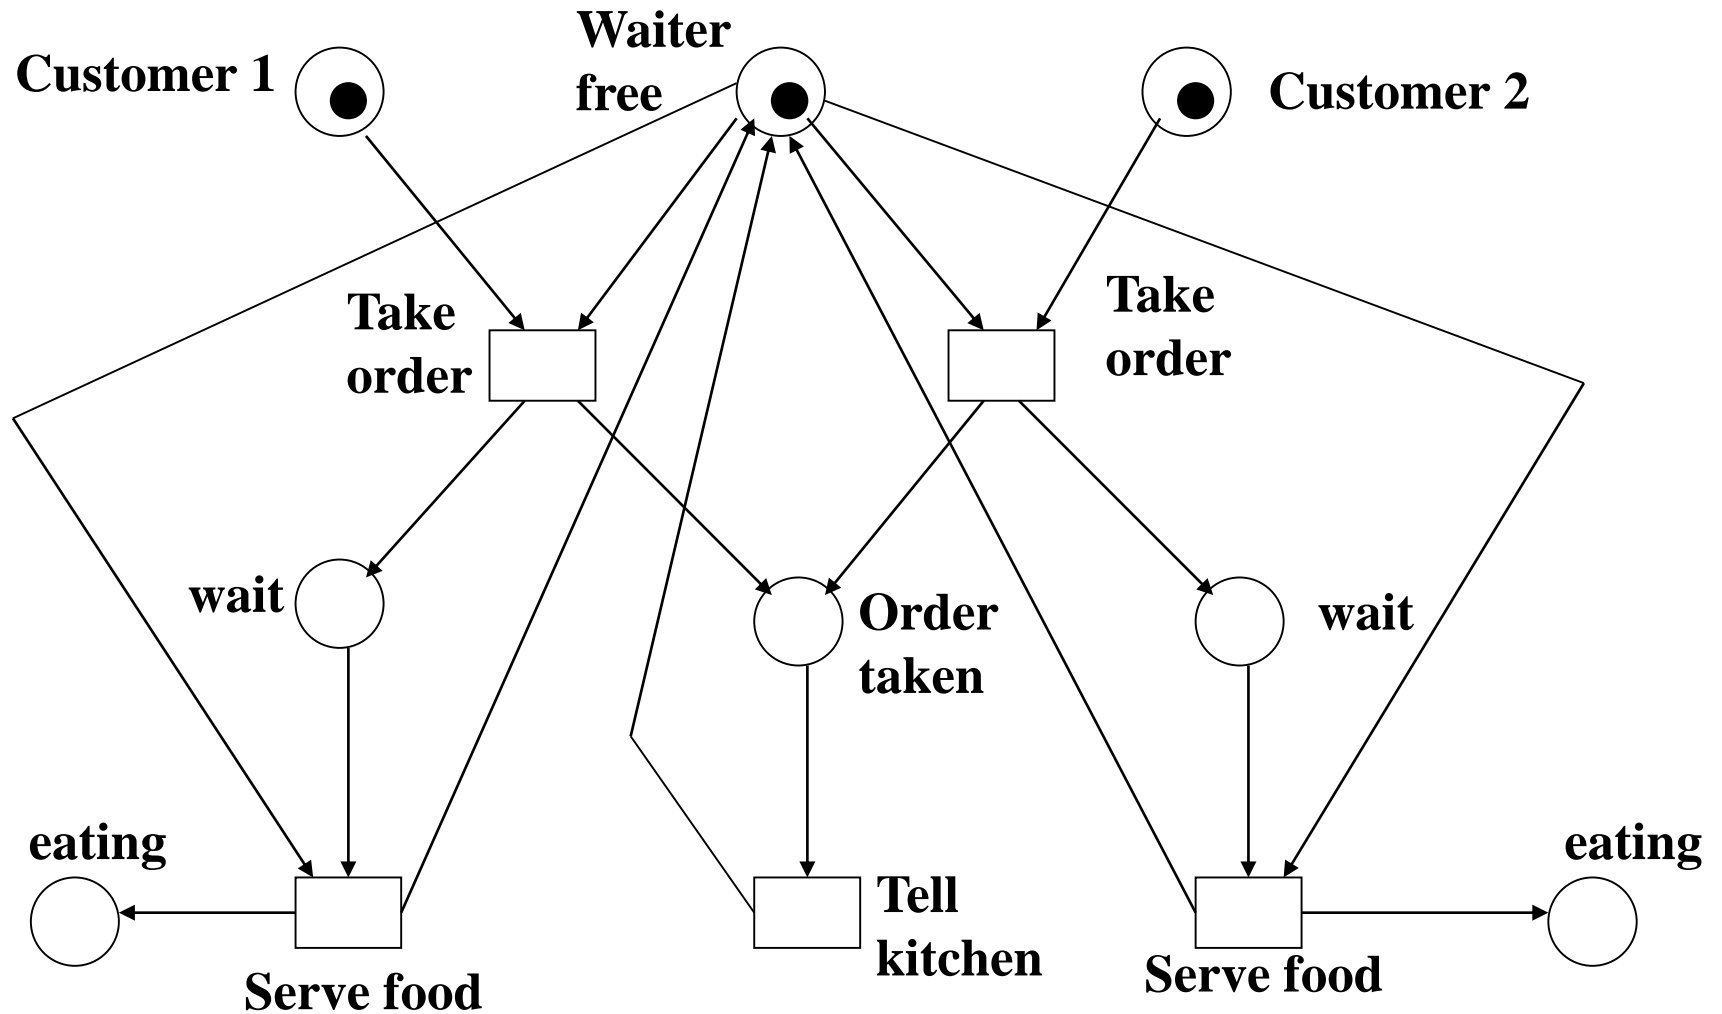 Customer 1
Waiter
free
Customer 2
Take
order
Take
order
wait
Order
taken
wait
eating
Tell
kitchen
eating
Serve food
Serve food